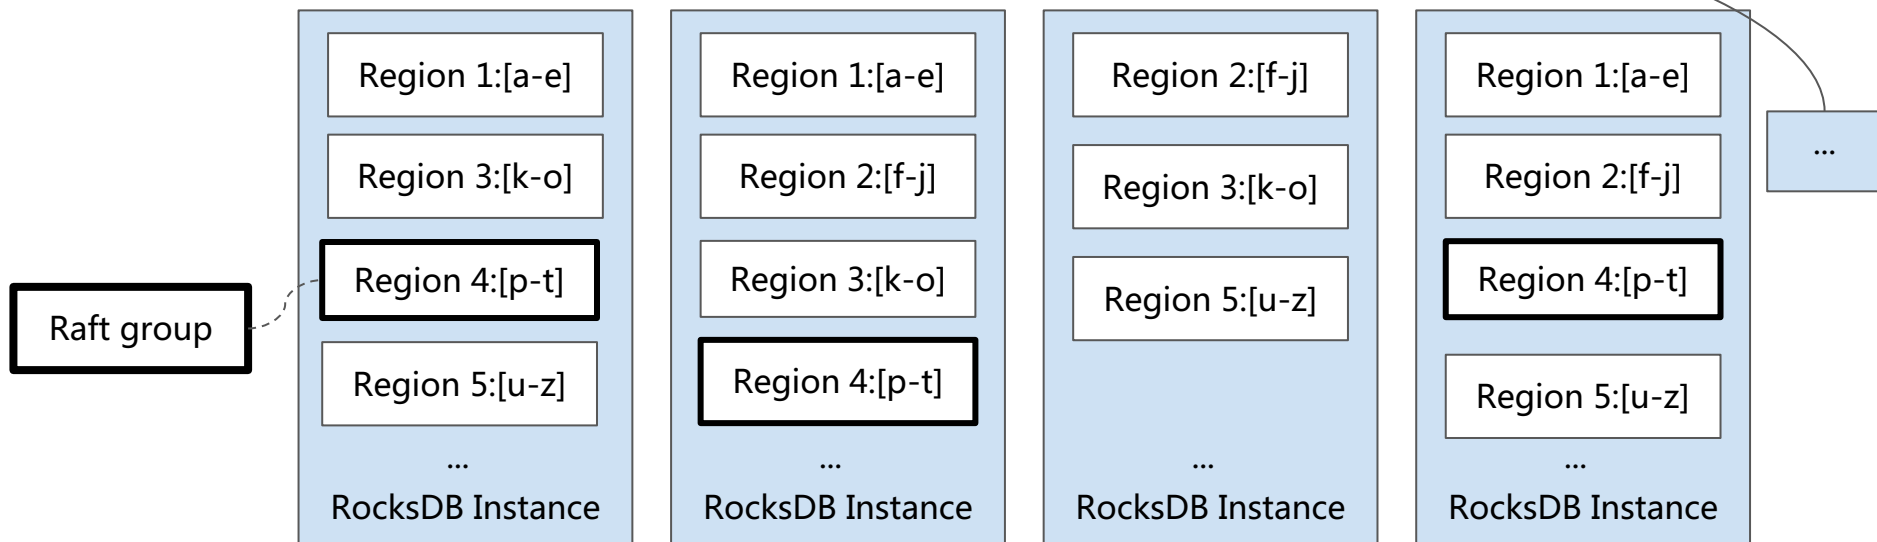 Raft group
Region 1:[a-e]
Region 3:[k-o]
Region 4:[p-t]
Region 5:[u-z]
...
RocksDB Instance
Region 1:[a-e]
Region 2:[f-j]
Region 3:[k-o]
Region 4:[p-t]
...
RocksDB Instance
Region 2:[f-j]
Region 3:[k-o]
Region 5:[u-z]
...
RocksDB Instance
Region 1:[a-e]
Region 2:[f-j]
Region 4:[p-t]
Region 5:[u-z]
...
RocksDB Instance
...